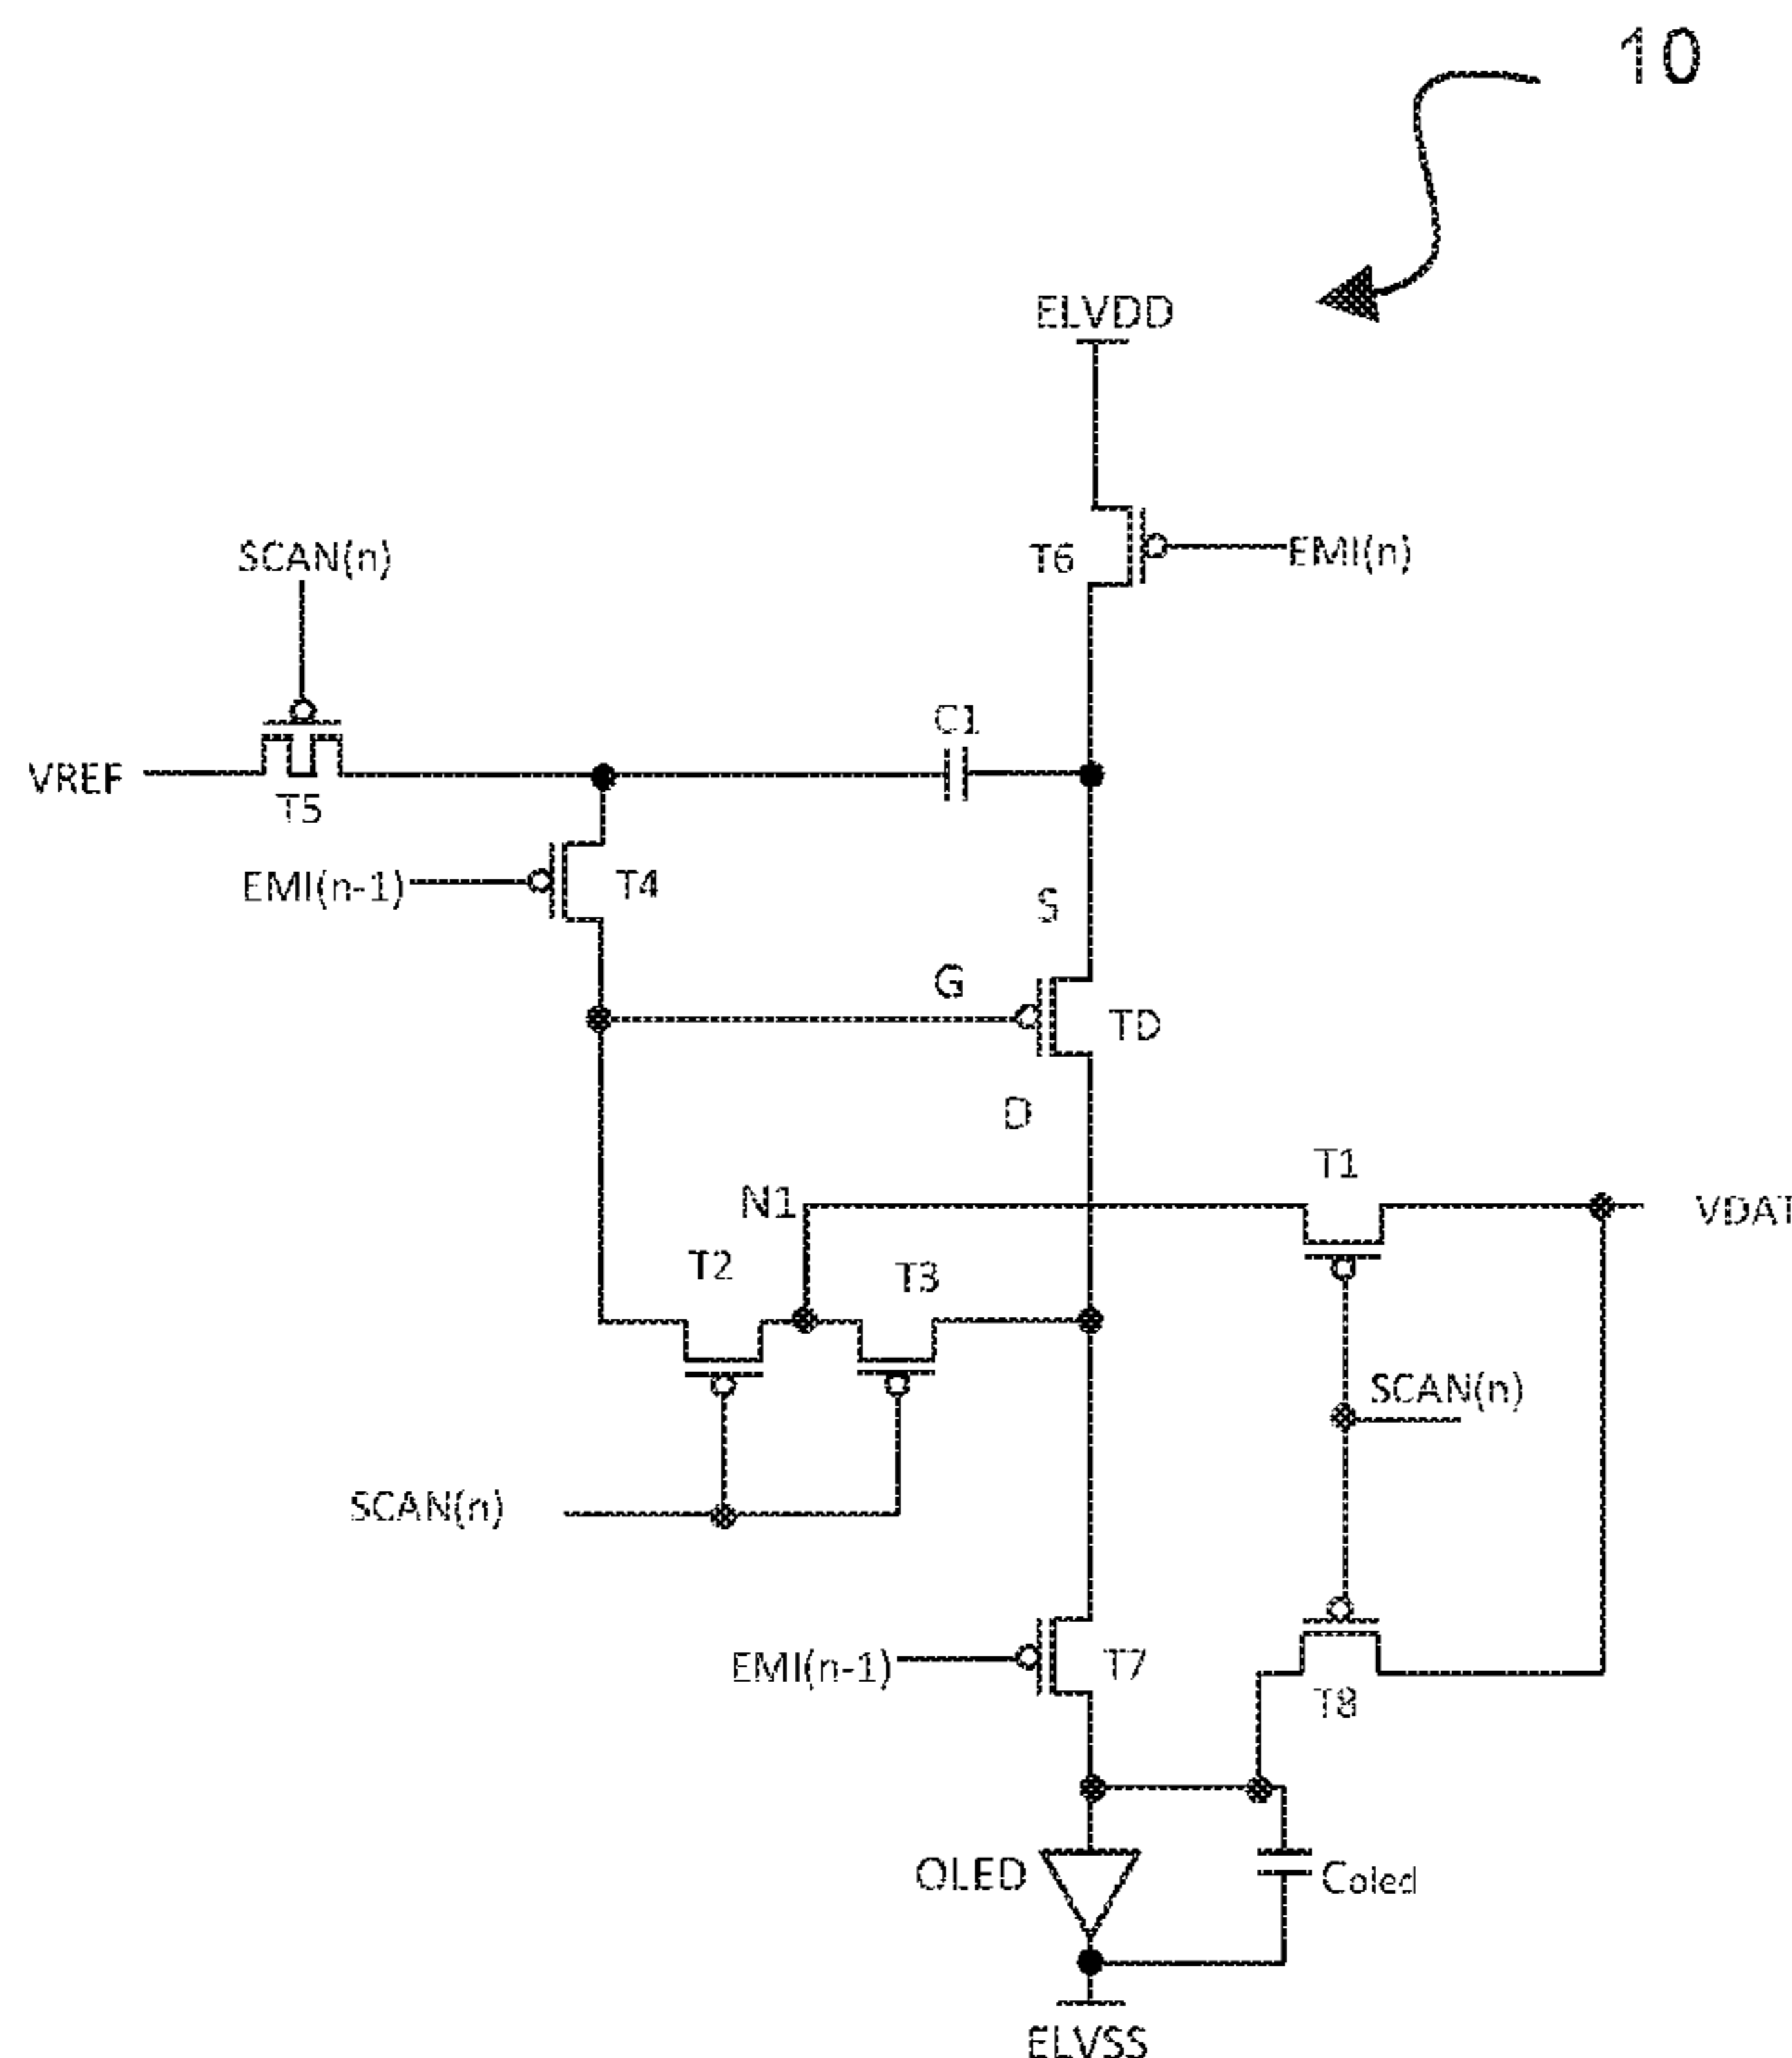 10
ELVDD
T6
EMI(n)
SCAN(n)
C1
VREF
T5
EMI(n-1)
T4
S
G
TD
D
T1
N1
VDAT
T2
T3
SCAN(n)
SCAN(n)
EMI(n-1)
T7
T8
OLED
Coled
ELVSS